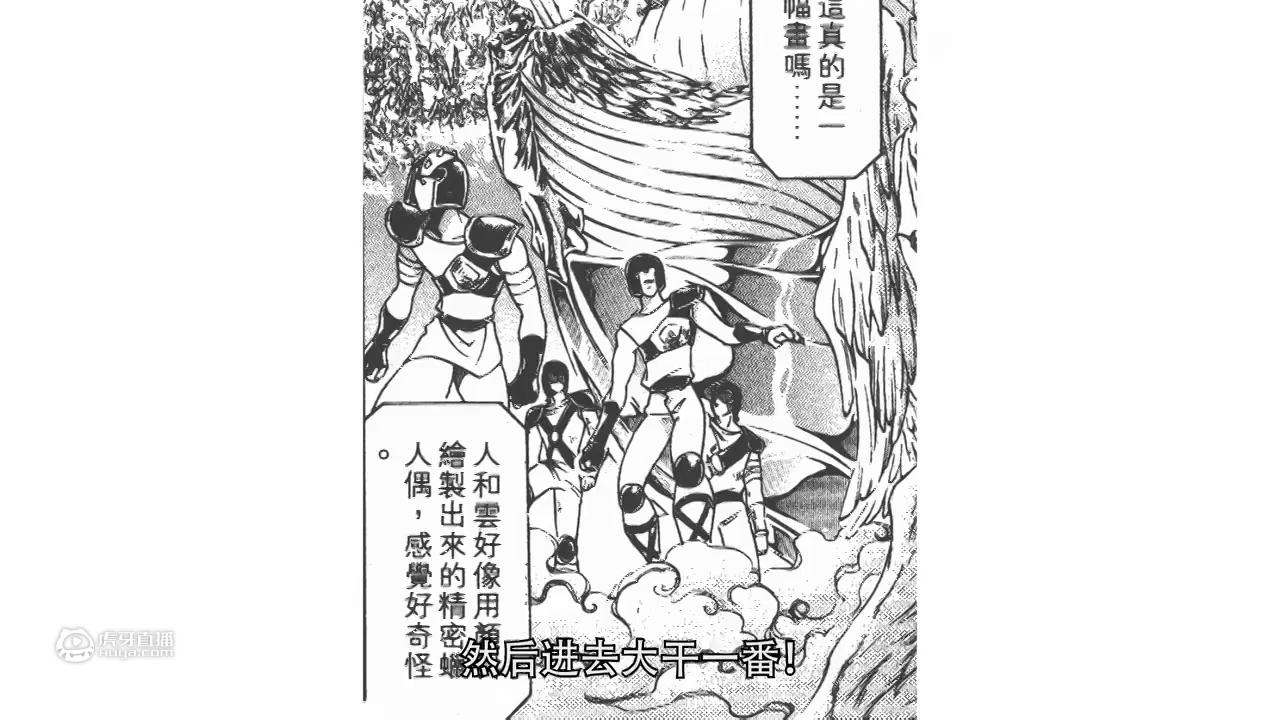 這真的是一
幅畫嗎……
人和雲好像用顏
繪製出來的精密蠟
人偶，感覺好奇怪
。
然后进去大干一番!
虎牙直播
Huya.com